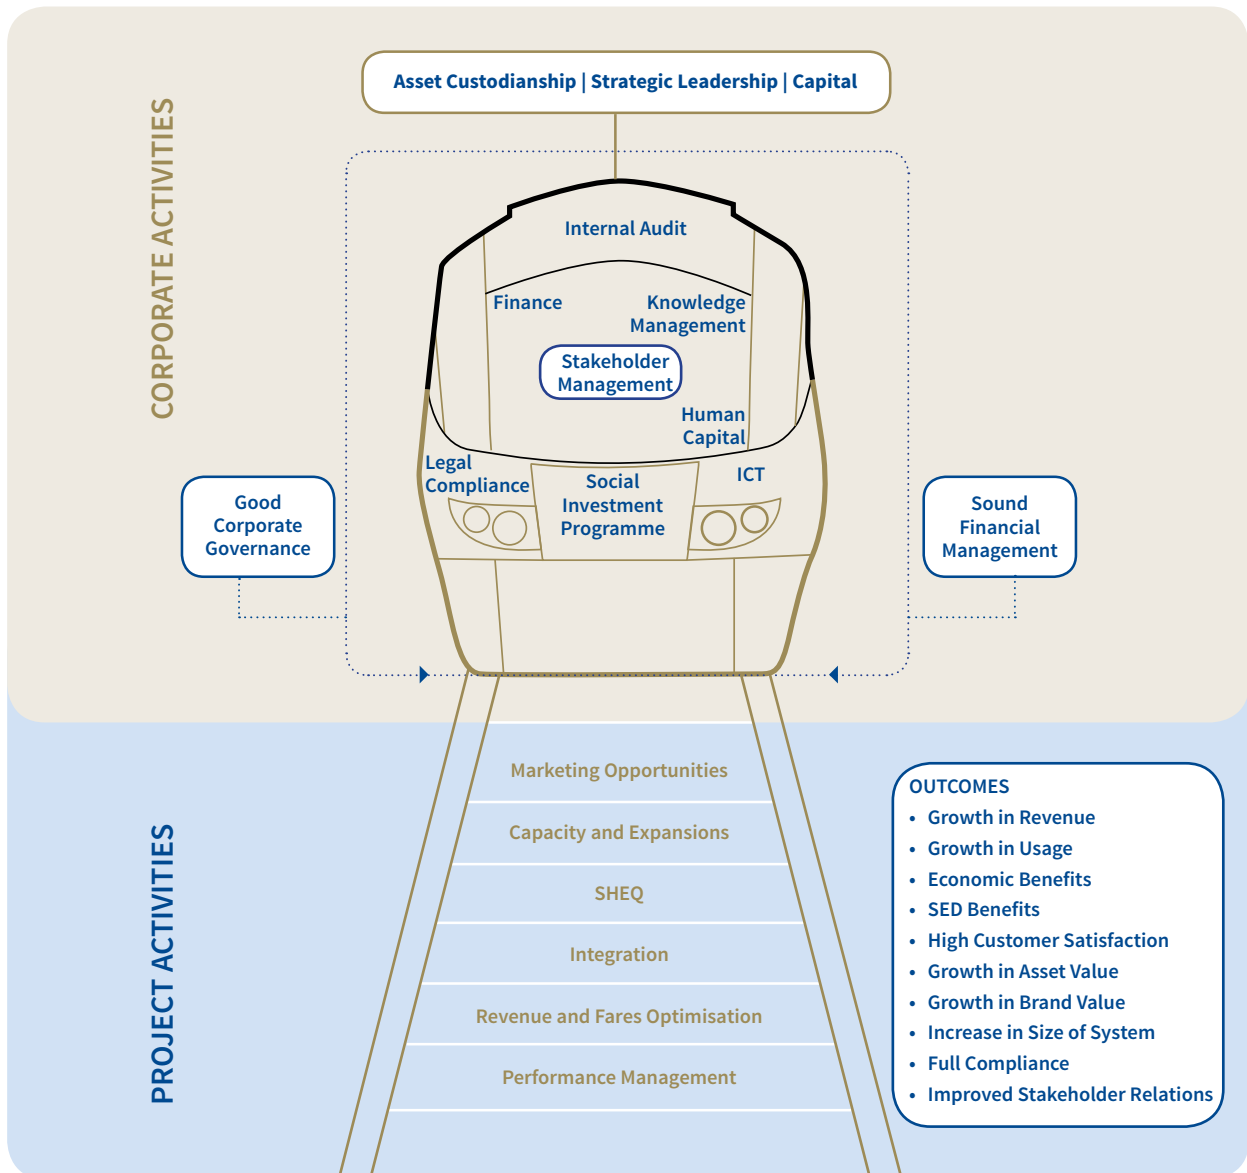 Asset Custodianship | Strategic Leadership | Capital
CORPORATE ACTIVITIES
Internal Audit
Finance
Knowledge
Management
Stakeholder
Management
Human
Capital
Legal
Compliance
Social
Investment
Programme
ICT
Good
Corporate
Governance
Sound
Financial
Management
PROJECT ACTIVITIES
Marketing Opportunities
Capacity and Expansions
SHEQ
Integration
Revenue and Fares Optimisation
Performance Management
OUTCOMES
• Growth in Revenue
• Growth in Usage
• Economic Benefits
• SED Benefits
• High Customer Satisfaction
• Growth in Asset Value
• Growth in Brand Value
• Increase in Size of System
• Full Compliance
• Improved Stakeholder Relations